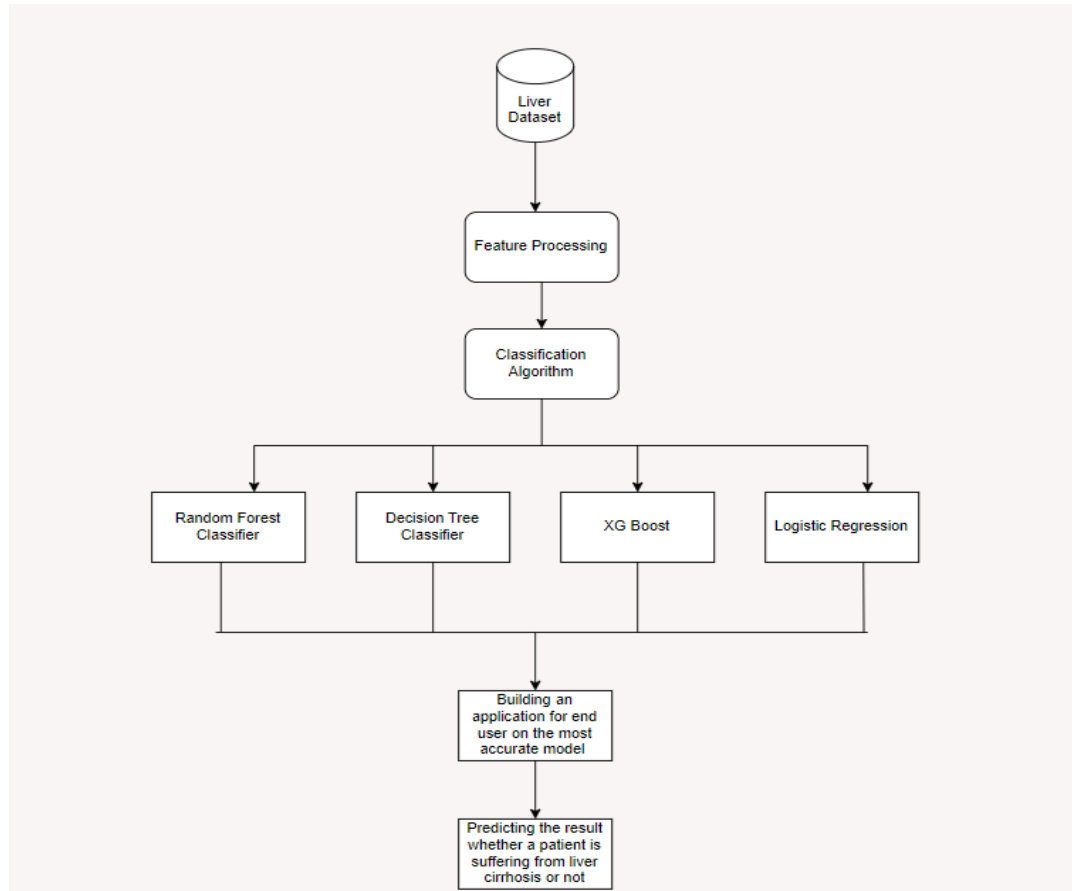 Liver
Dataset
Feature Processing
Classification
Algorithm
Random Forest
Classifier
Decision Tree
Classifier
XG Boost
Logistic Regression
Building an
application for end
user on the most
accurate model
Predicting the result
whether a patient is
suffering from liver
cirrhosis or not